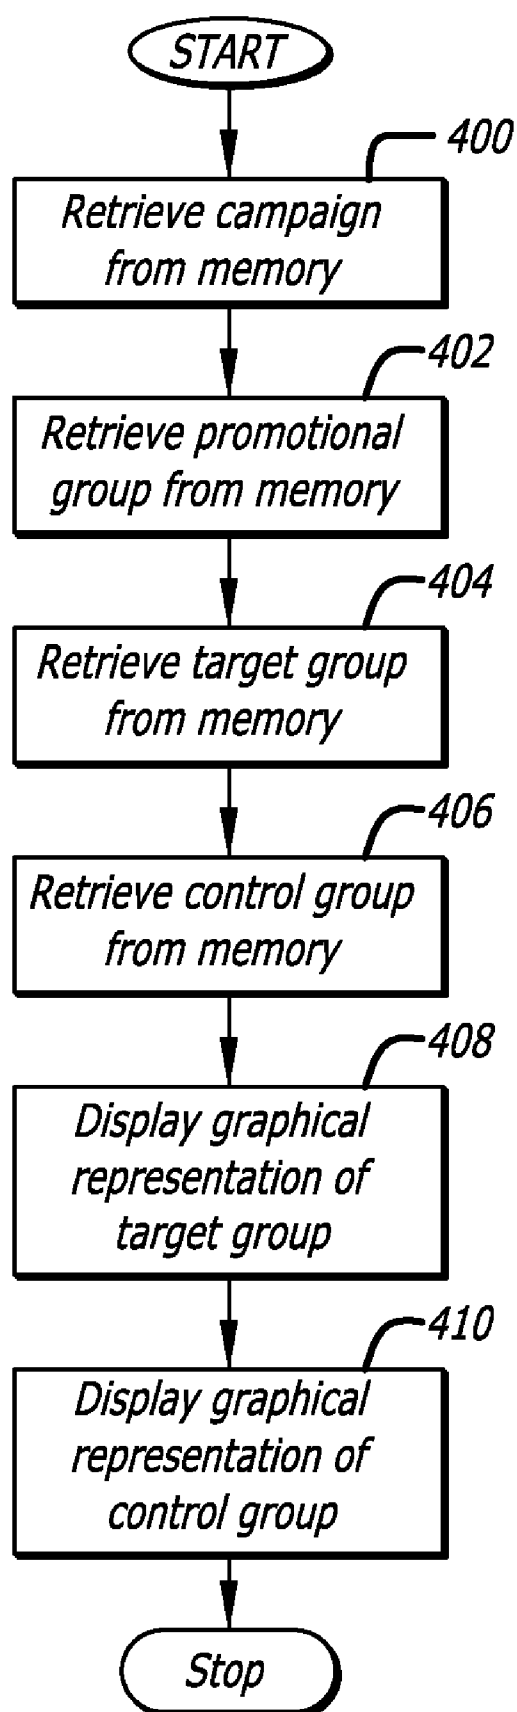 START
400
Retrieve campaign
from memory
402
Retrieve promotional
group from memory
404
Retrieve target group
from memory
406
Retrieve control group
from memory
408
Display graphical
representation of
target group
410
Display graphical
representation of
control group
Stop